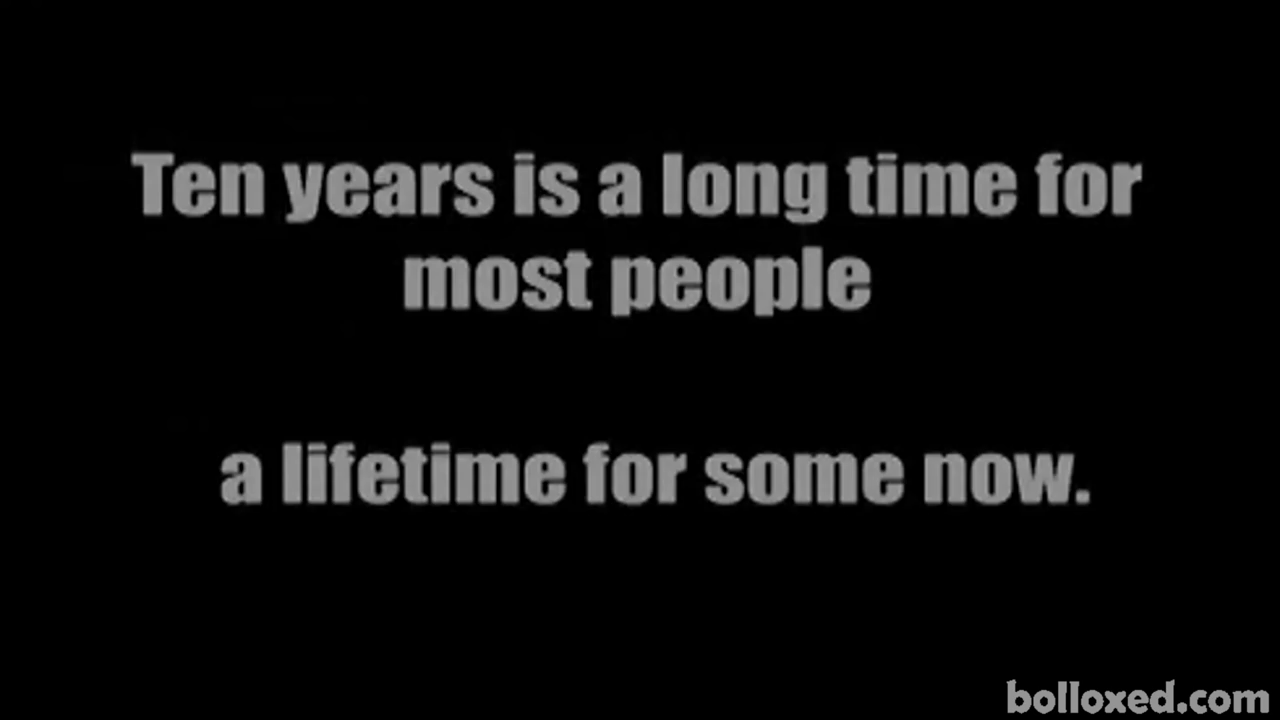 Ten years is a long time for
most people
a lifetime for some now.
bolloxed.com